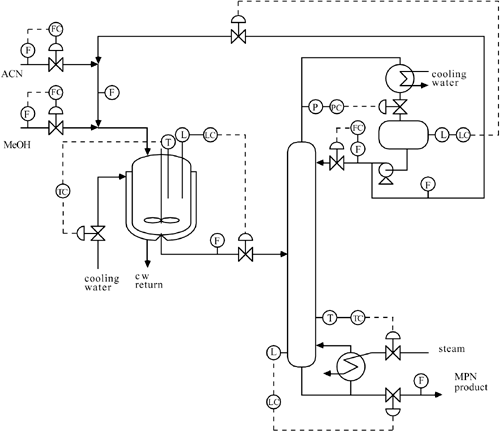 FC
F
ACN
FC
F
F
MeOH
cooling
water
P
PC
FC
F
L
LC
L
LC
T
F
TC
F
cooling
water
cw
return
T
TC
L
steam
F
MPN
product
LC